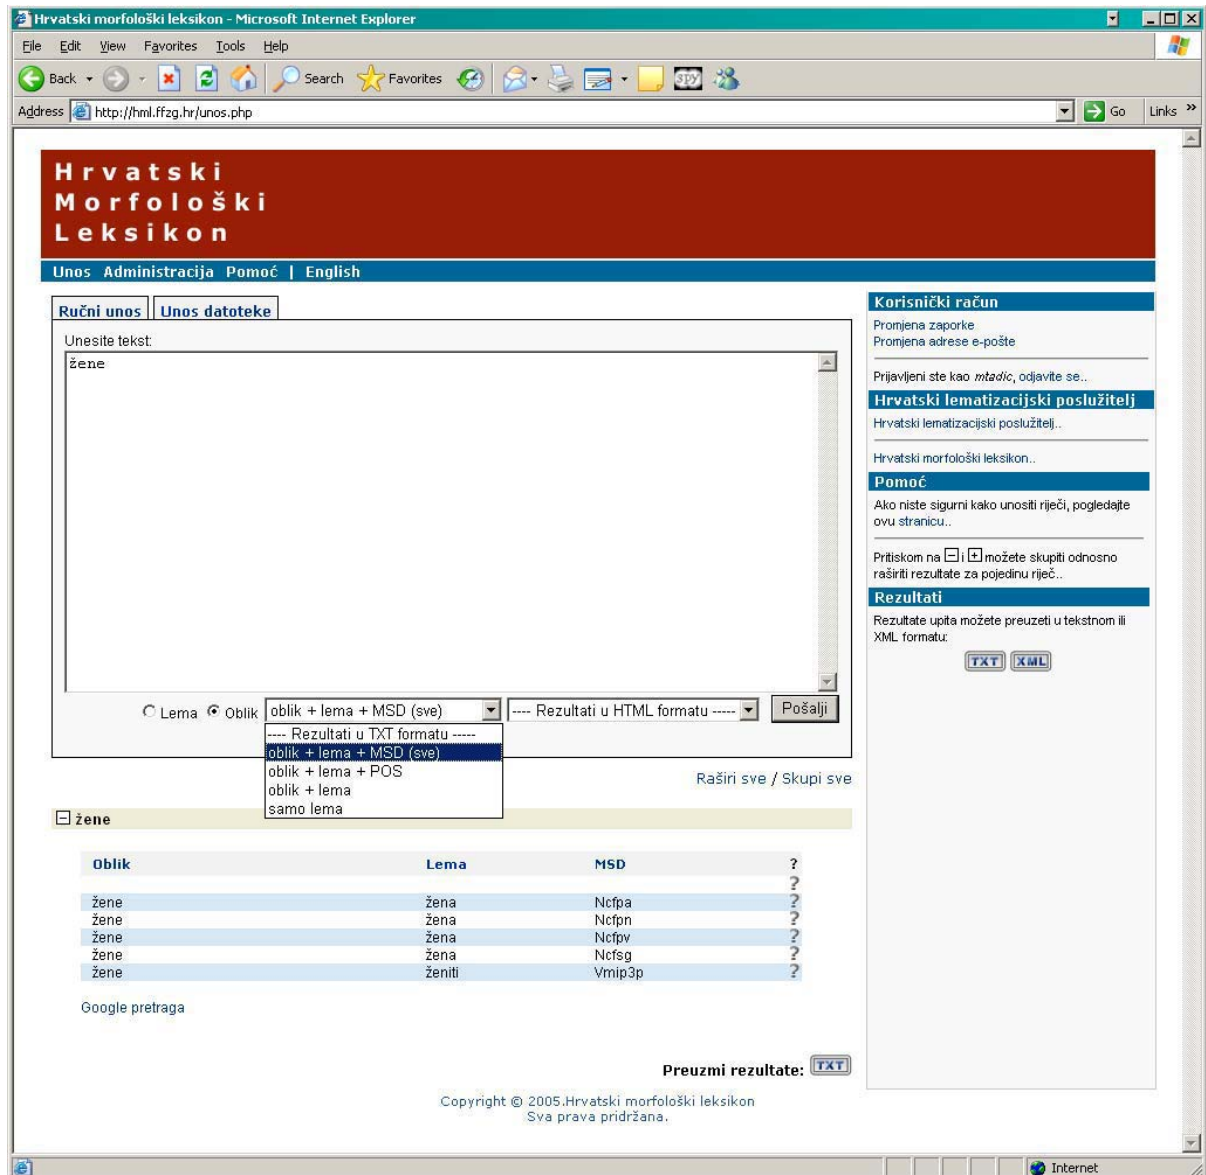 Hrvatski morfološki leksikon - Microsoft Internet Explorer
File Edit View Favorites Tools Help
Back Search Favorites SPY
Address http://hml.ffzg.hr/unos.php Go Links »
Hrvatski
Morfološki
Leksikon
Unos Administracija Pomoć | English
Ručni unos Unos datoteke
Unesite tekst:
žene
Lema Oblik oblik + lema + MSD (sve) ---- Rezultati u HTML formatu ----- Pošalji
---- Rezultati u TXT formatu -----
oblik + lema + MSD (sve)
oblik + lema + POS
oblik + lema
samo lema
Raširi sve / Skupi sve
žene
Oblik Lema MSD ?
?
žene žena Ncfpa ?
žene žena Ncfpn ?
žene žena Ncfpv ?
žene žena Ncfsg ?
žene ženiti Vmip3p ?
Google pretraga
Preuzmi rezultate: TXT
Korisnički račun
Promjena zaporke
Promjena adrese e-pošte
Prijavljeni ste kao mtadic, odjavite se..
Hrvatski lematizacijski poslužitelj
Hrvatski lematizacijski poslužitelj..
Hrvatski morfološki leksikon..
Pomoć
Ako niste sigurni kako unositi riječi, pogledajte
ovu stranicu..
Pritiskom na - i + možete skupiti odnosno
raširiti rezultate za pojedinu riječ..
Rezultati
Rezultate upita možete preuzeti u tekstnom ili
XML formatu:
TXT XML
Copyright © 2005.Hrvatski morfološki leksikon
Sva prava pridržana.
Internet